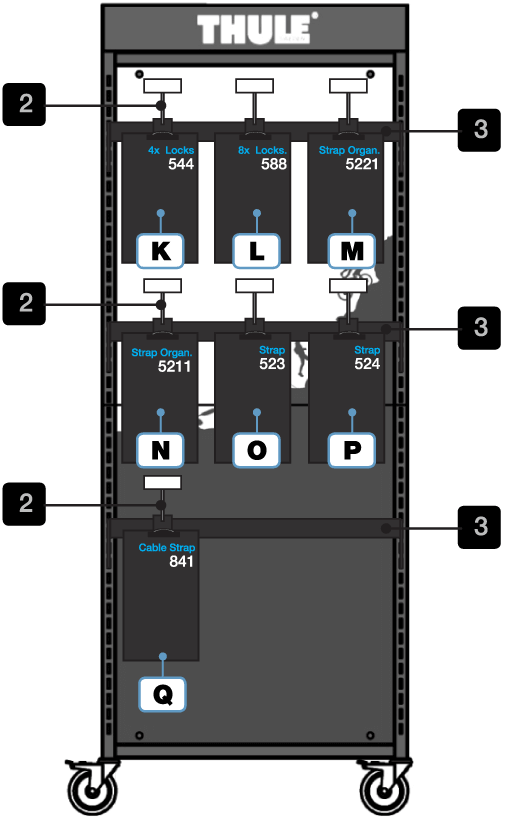 THULE
2
3
4x Locks
544
8x Locks.
588
Strap Organ.
5221
K
L
M
2
3
Strap Organ.
5211
Strap
523
Strap
524
N
O
P
2
3
Cable Strap
841
Q